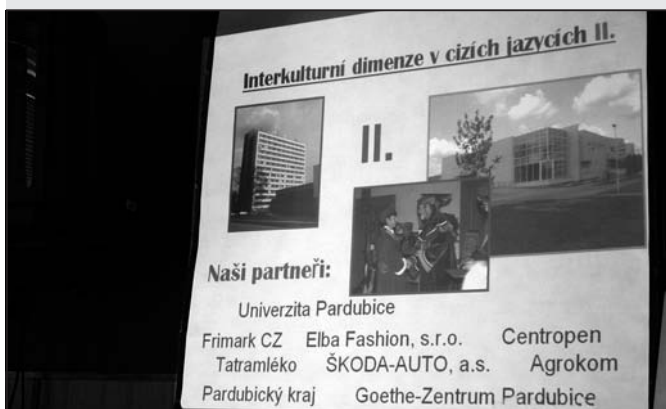 Interkulturní dimenze v cizích jazycích II.
II.
Naši partneři:
Univerzita Pardubice
Frimark CZ Elba Fashion, s.r.o. Centropen
Tatramléko ŠKODA-AUTO, a.s. Agrokom
Pardubický kraj Goethe-Zentrum Pardubice